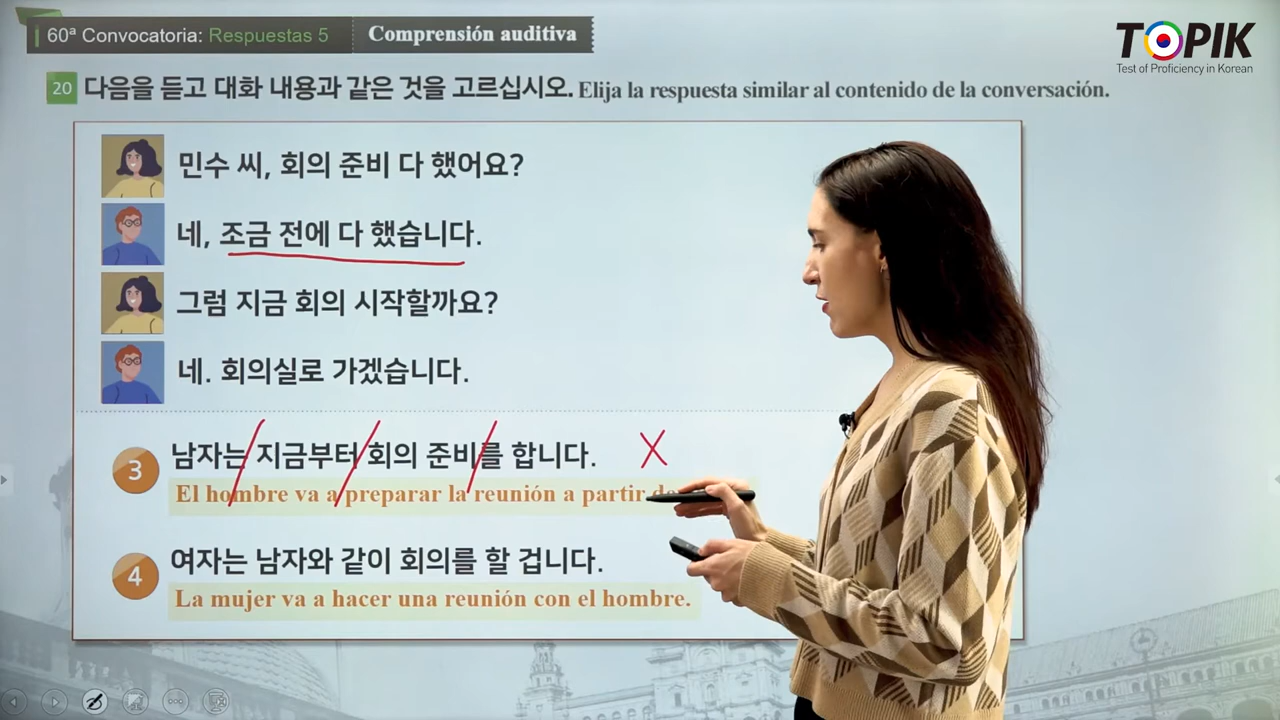 60ª Convocatoria: Respuestas 5 Comprensión auditiva
TOPIK
Test of Proficiency in Korean
20 다음을 듣고 대화 내용과 같은 것을 고르십시오. Elija la respuesta similar al contenido de la conversación.
민수 씨, 회의 준비 다 했어요?
네, 조금 전에 다 했습니다.
그럼 지금 회의 시작할까요?
네. 회의실로 가겠습니다.
3 남자는 지금부터 회의 준비를 합니다. X
El hombre va a preparar la reunión a partir
4 여자는 남자와 같이 회의를 할 겁니다.
La mujer va a hacer una reunión con el hombre.